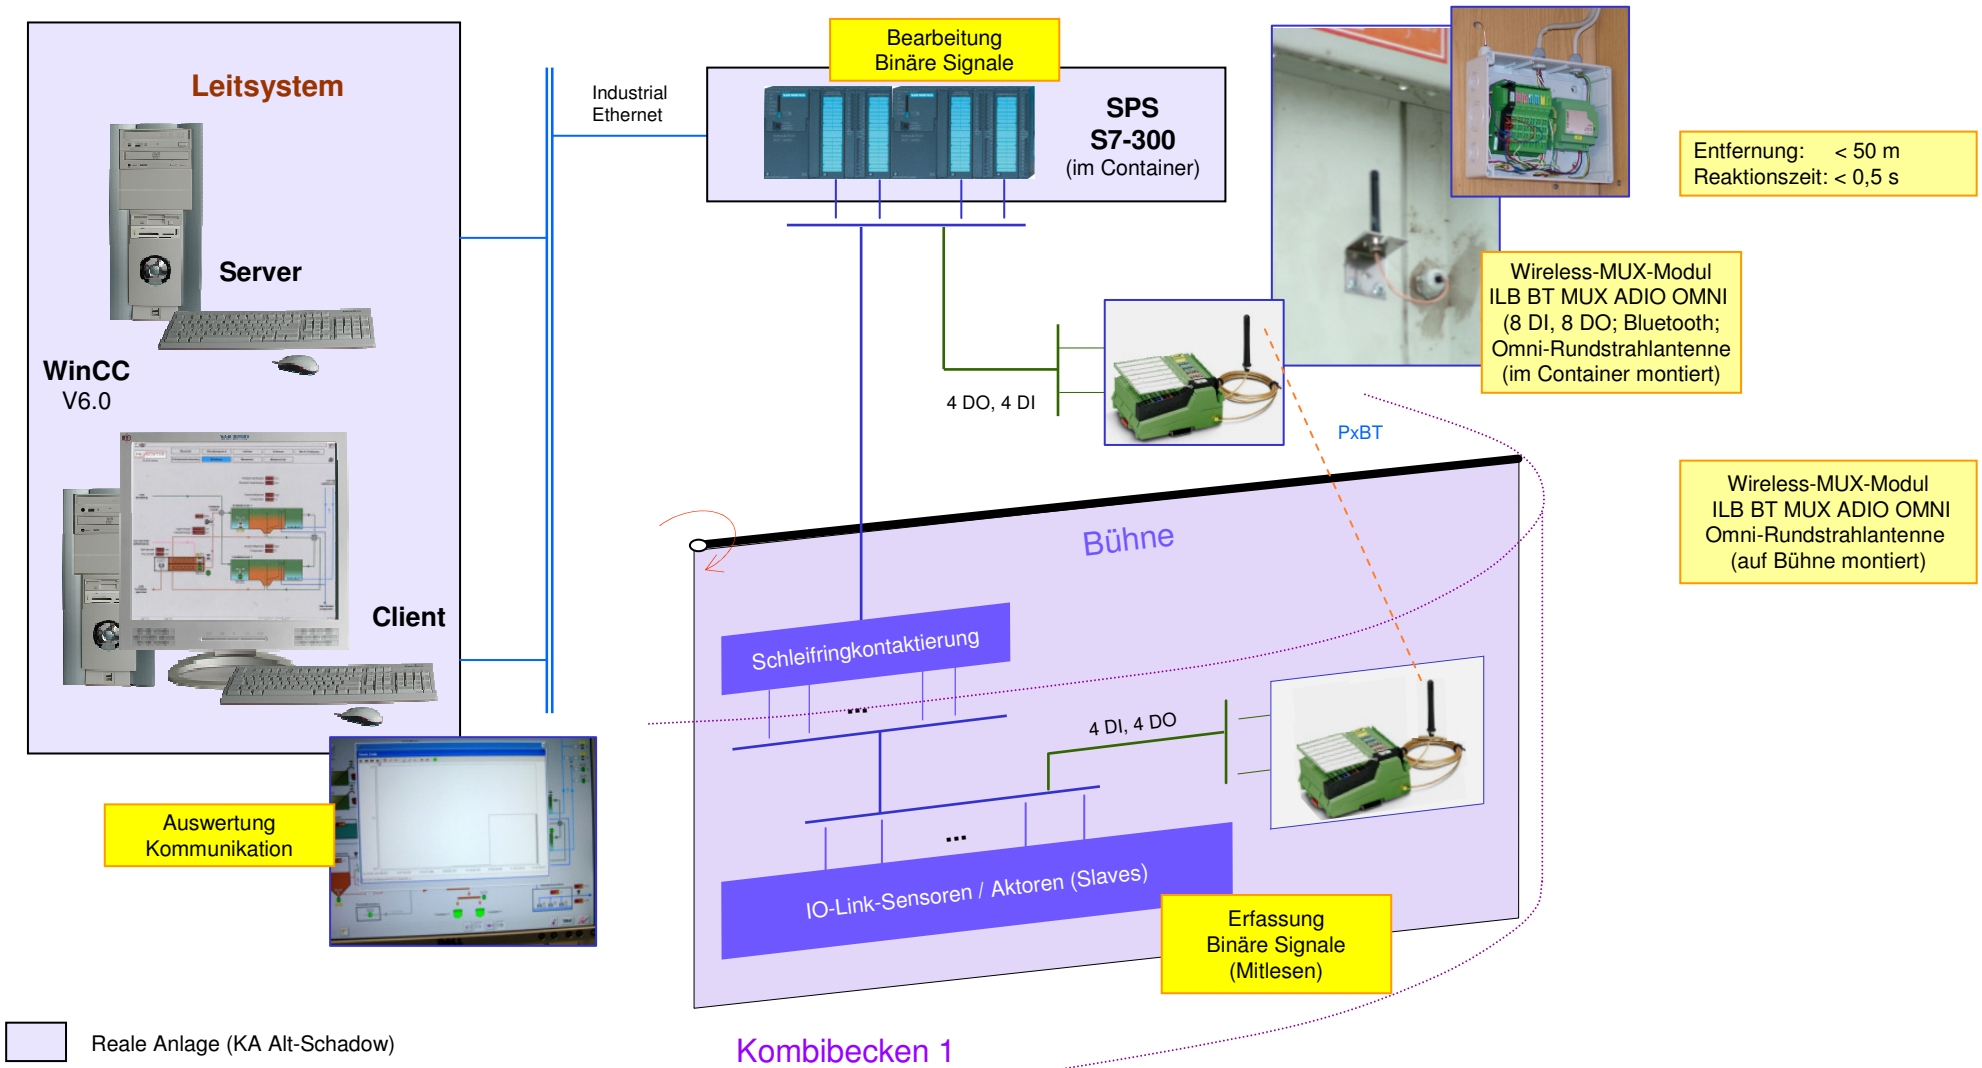 Leitsystem
Server
WinCC
V6.0
Client
Auswertung
Kommunikation
Industrial
Ethernet
Bearbeitung
Binäre Signale
SPS
S7-300
(im Container)
4 DO, 4 DI
PxBT
Entfernung: < 50 m
Reaktionszeit: < 0,5 s
Wireless-MUX-Modul
ILB BT MUX ADIO OMNI
(8 DI, 8 DO; Bluetooth;
Omni-Rundstrahlantenne
(im Container montiert)
Wireless-MUX-Modul
ILB BT MUX ADIO OMNI
Omni-Rundstrahlantenne
(auf Bühne montiert)
Bühne
Schleifringkontaktierung
...
4 DI, 4 DO
...
IO-Link-Sensoren / Aktoren (Slaves)
Erfassung
Binäre Signale
(Mitlesen)
Reale Anlage (KA Alt-Schadow)
Kombibecken 1